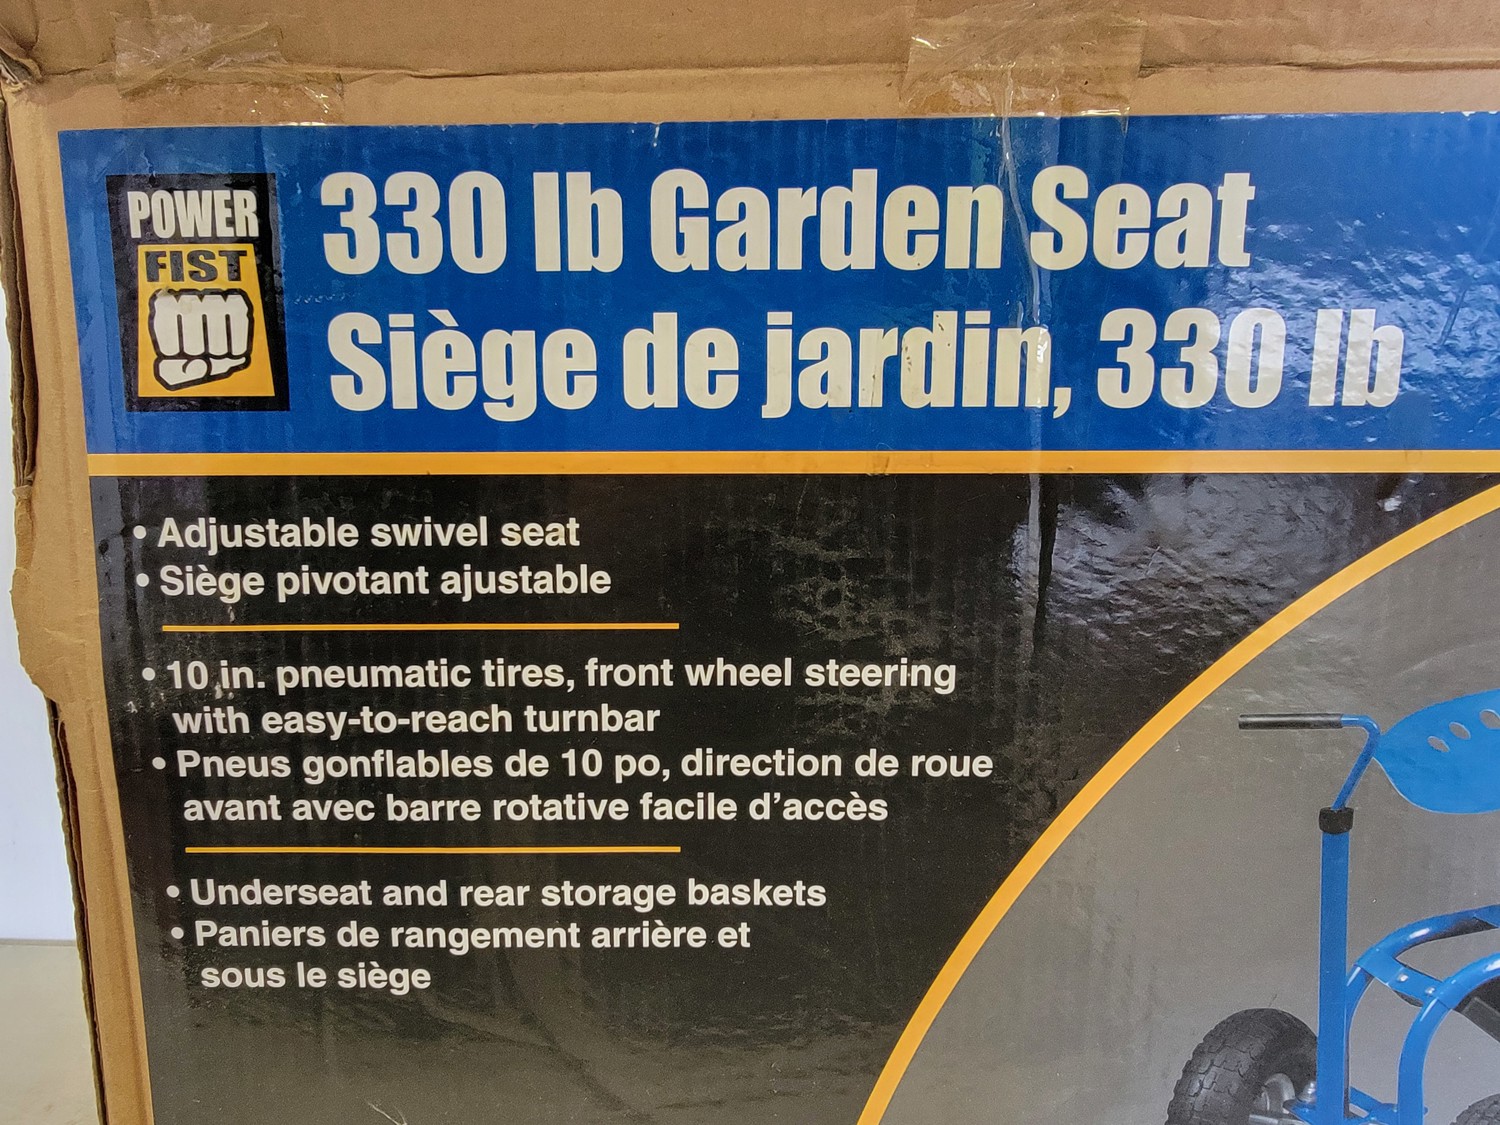 POWER
FIST
330 lb Garden Seat
Siège de jardin, 330 lb
• Adjustable swivel seat
• Siège pivotant ajustable
• 10 in. pneumatic tires, front wheel steering
with easy-to-reach turnbar
• Pneus gonflables de 10 po, direction de roue
avant avec barre rotative facile d'accès
• Underseat and rear storage baskets
• Paniers de rangement arrière et
sous le siège